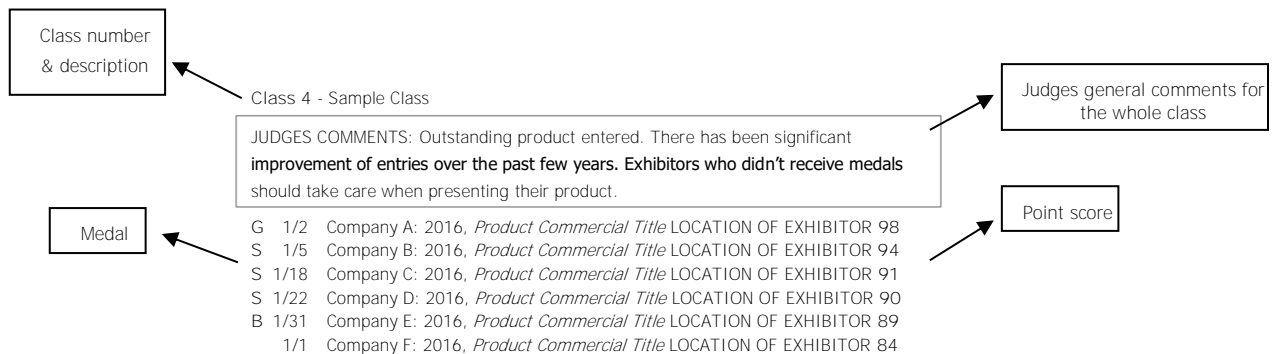 Class number
& description
Class 4 - Sample Class
Judges general comments for
the whole class
JUDGES COMMENTS: Outstanding product entered. There has been significant
improvement of entries over the past few years. Exhibitors who didn’t receive medals
should take care when presenting their product.
Medal
Point score
G 1/2 Company A: 2016, Product Commercial Title LOCATION OF EXHIBITOR 98
S 1/5 Company B: 2016, Product Commercial Title LOCATION OF EXHIBITOR 94
S 1/18 Company C: 2016, Product Commercial Title LOCATION OF EXHIBITOR 91
S 1/22 Company D: 2016, Product Commercial Title LOCATION OF EXHIBITOR 90
B 1/31 Company E: 2016, Product Commercial Title LOCATION OF EXHIBITOR 89
1/1 Company F: 2016, Product Commercial Title LOCATION OF EXHIBITOR 84